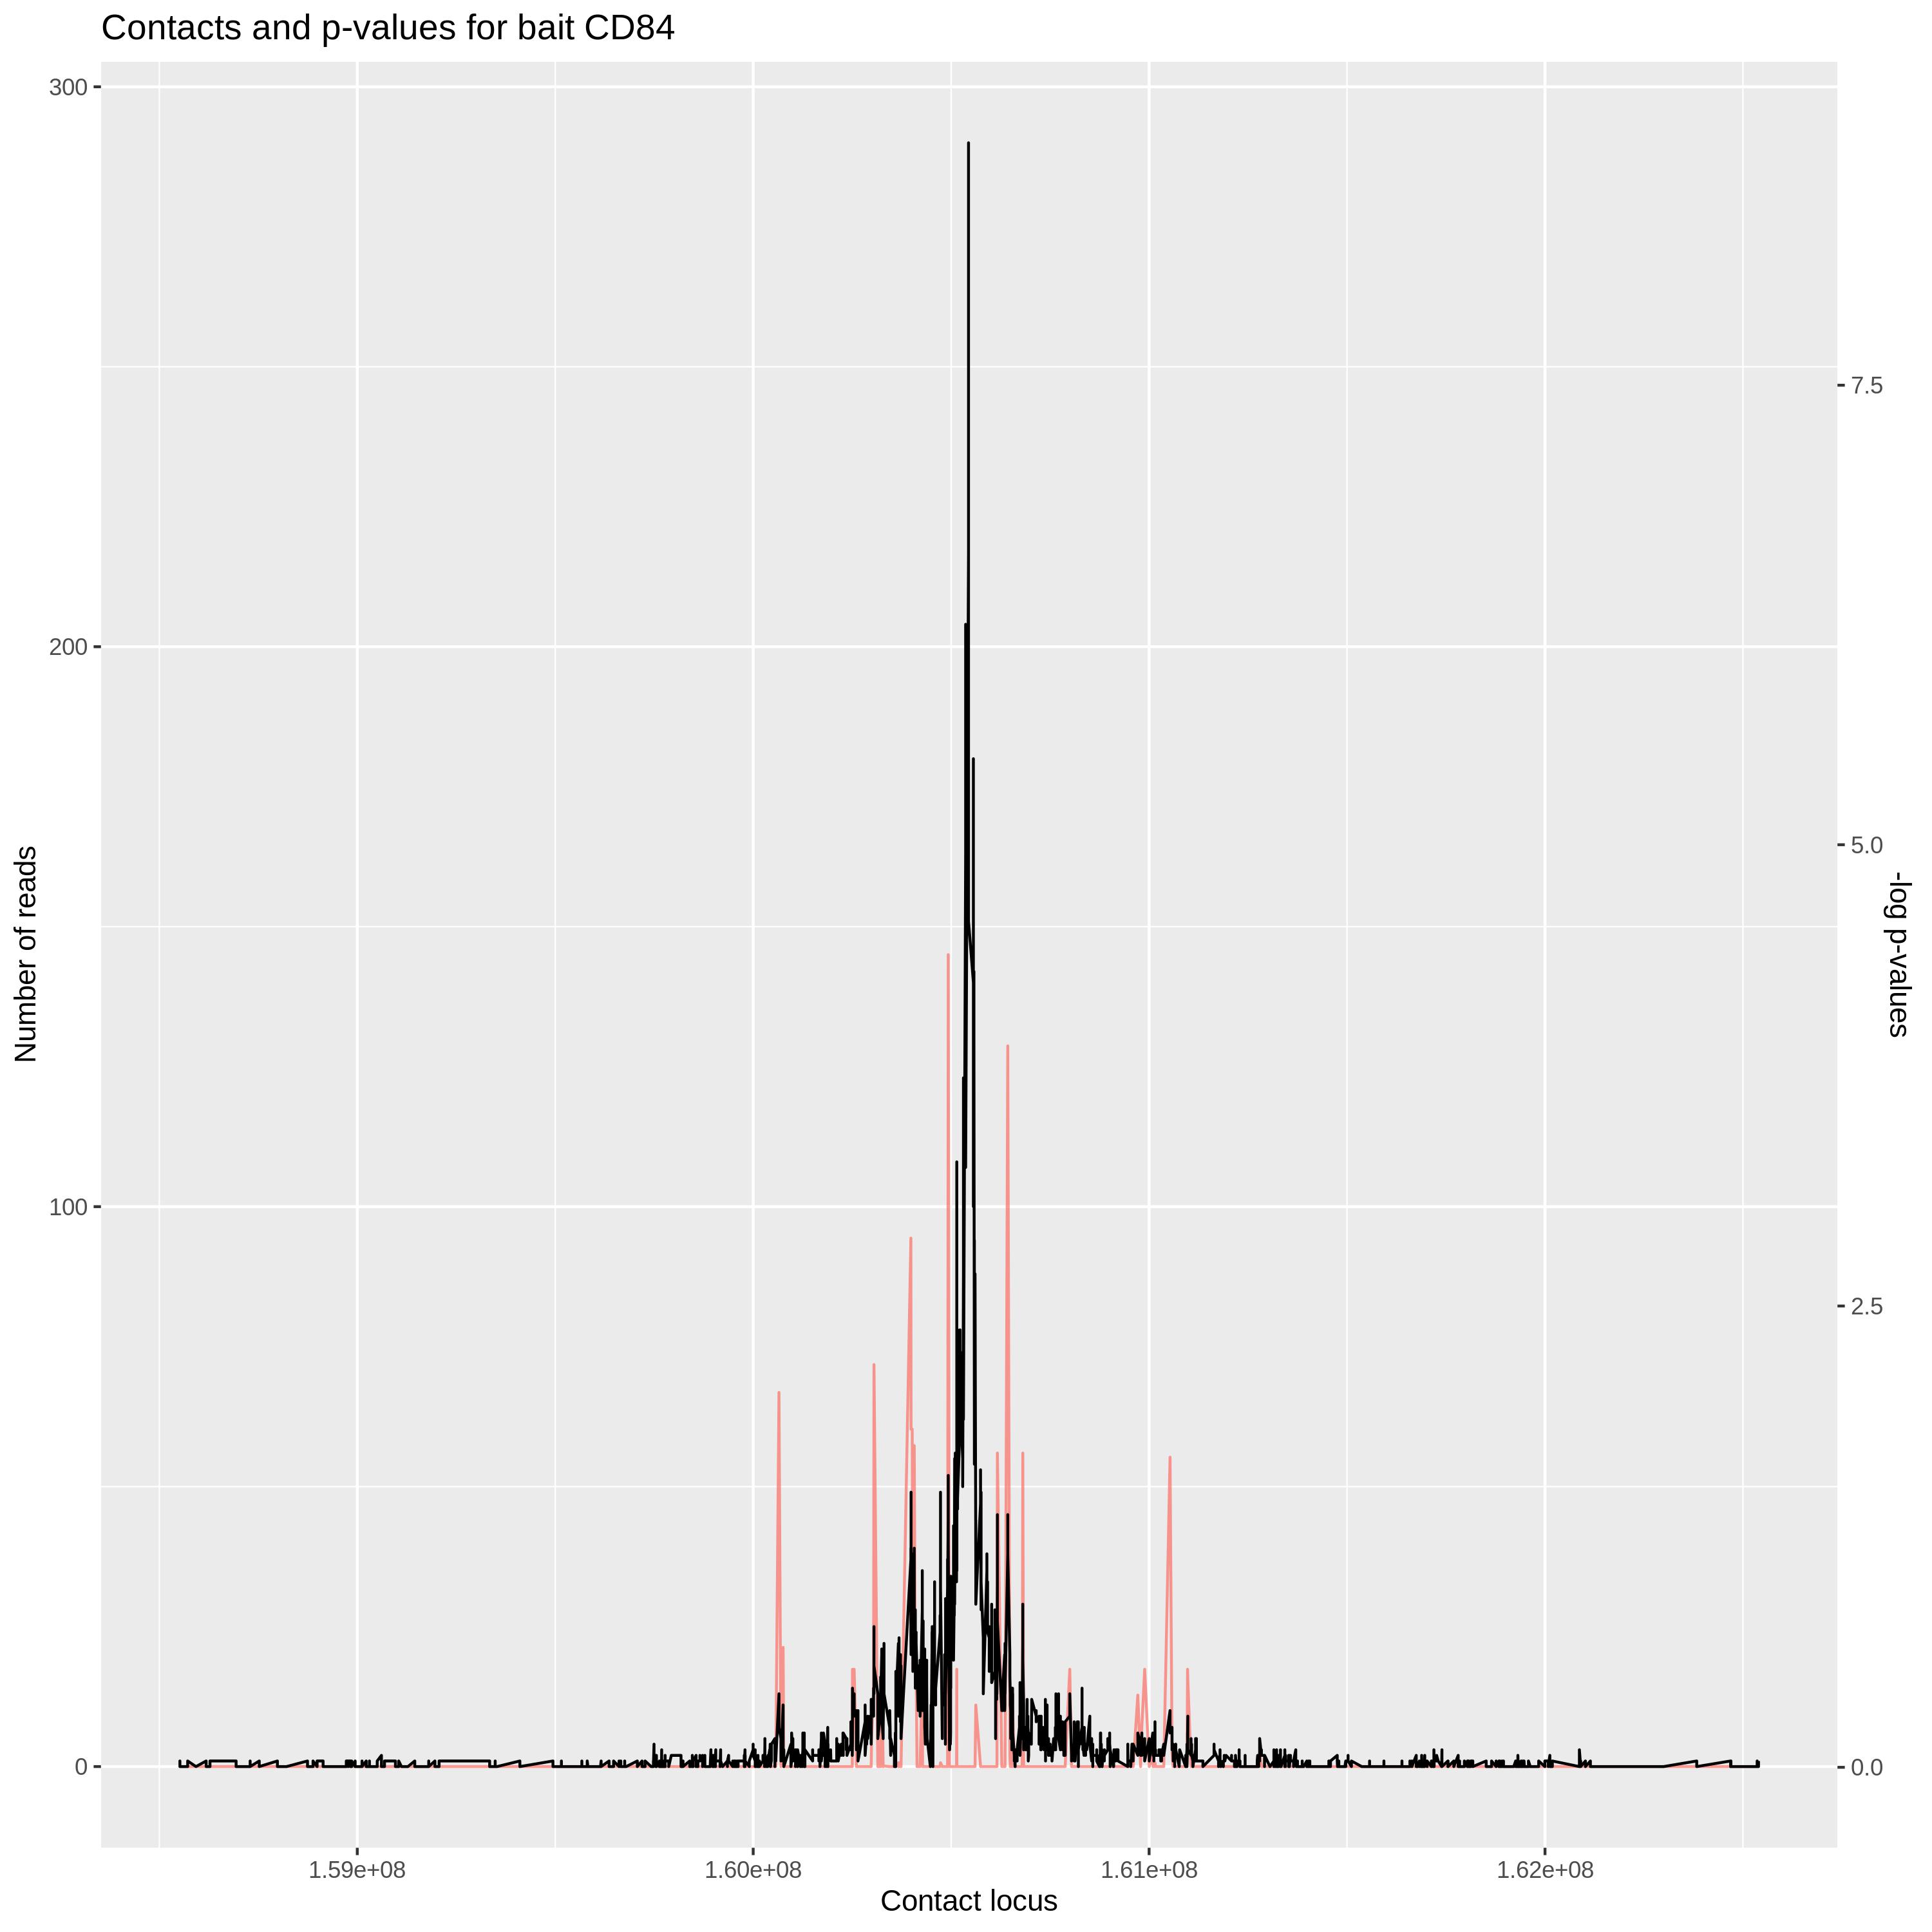 Contacts and p-values for bait CD84
300
200
100
0
Number of reads
7.5
5.0
2.5
0.0
-log p-values
1.59e+08
1.60e+08
1.61e+08
1.62e+08
Contact locus